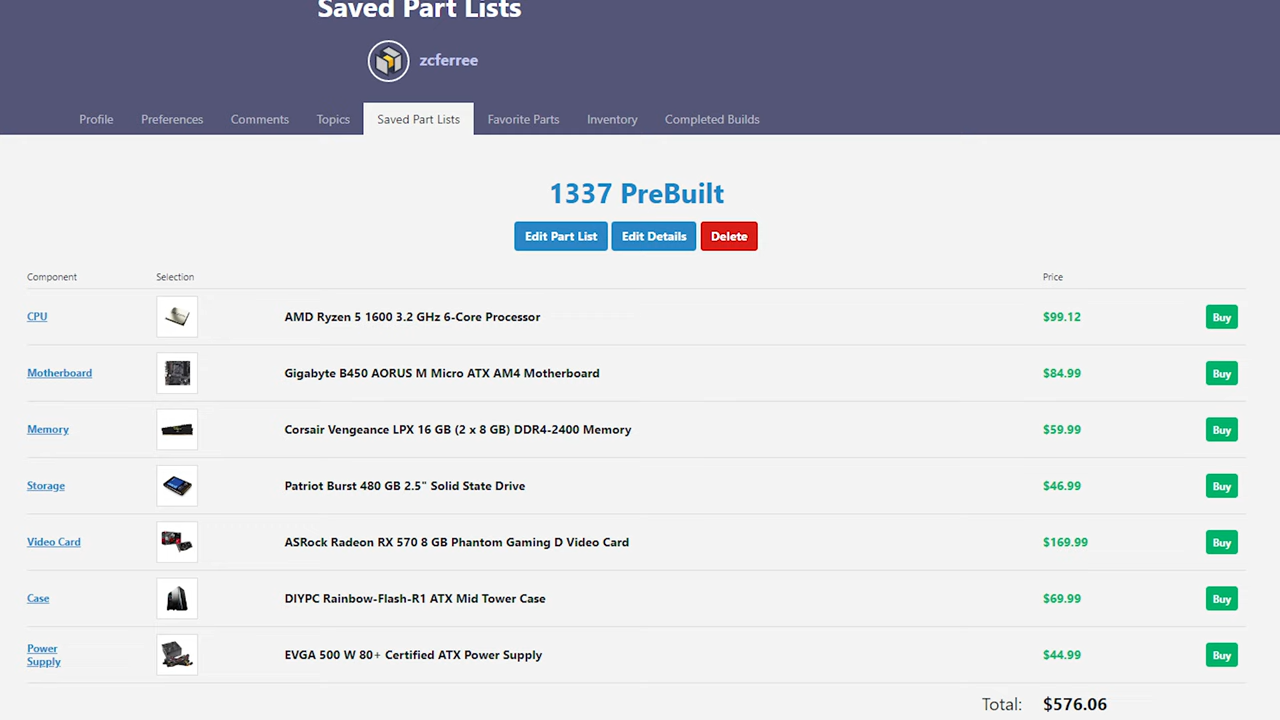 Saved Part Lists
zcferree
Profile Preferences Comments Topics Saved Part Lists Favorite Parts Inventory Completed Builds
1337 PreBuilt
Edit Part List Edit Details Delete
Component Selection Price
CPU AMD Ryzen 5 1600 3.2 GHz 6-Core Processor $99.12 Buy
Motherboard Gigabyte B450 AORUS M Micro ATX AM4 Motherboard $84.99 Buy
Memory Corsair Vengeance LPX 16 GB (2 x 8 GB) DDR4-2400 Memory $59.99 Buy
Storage Patriot Burst 480 GB 2.5" Solid State Drive $46.99 Buy
Video Card ASRock Radeon RX 570 8 GB Phantom Gaming D Video Card $169.99 Buy
Case DIYPC Rainbow-Flash-R1 ATX Mid Tower Case $69.99 Buy
Power
Supply EVGA 500 W 80+ Certified ATX Power Supply $44.99 Buy
Total: $576.06